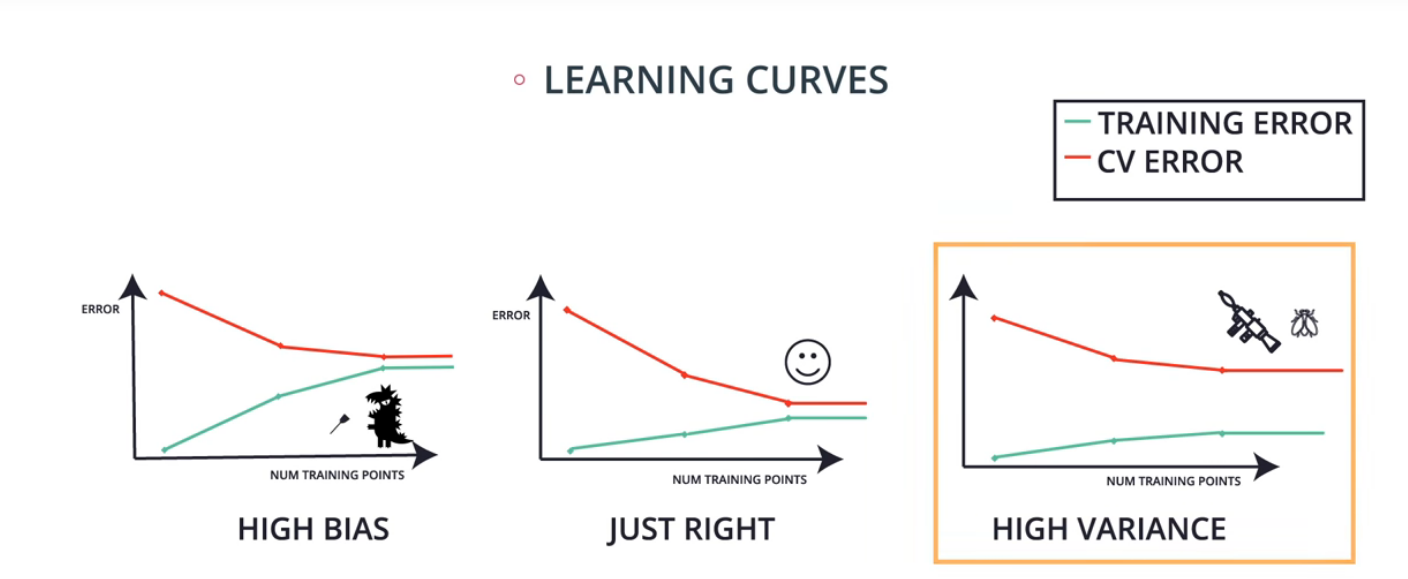 LEARNING CURVES
TRAINING ERROR
CV ERROR
ERROR
NUM TRAINING POINTS
HIGH BIAS
ERROR
NUM TRAINING POINTS
JUST RIGHT
NUM TRAINING POINTS
HIGH VARIANCE